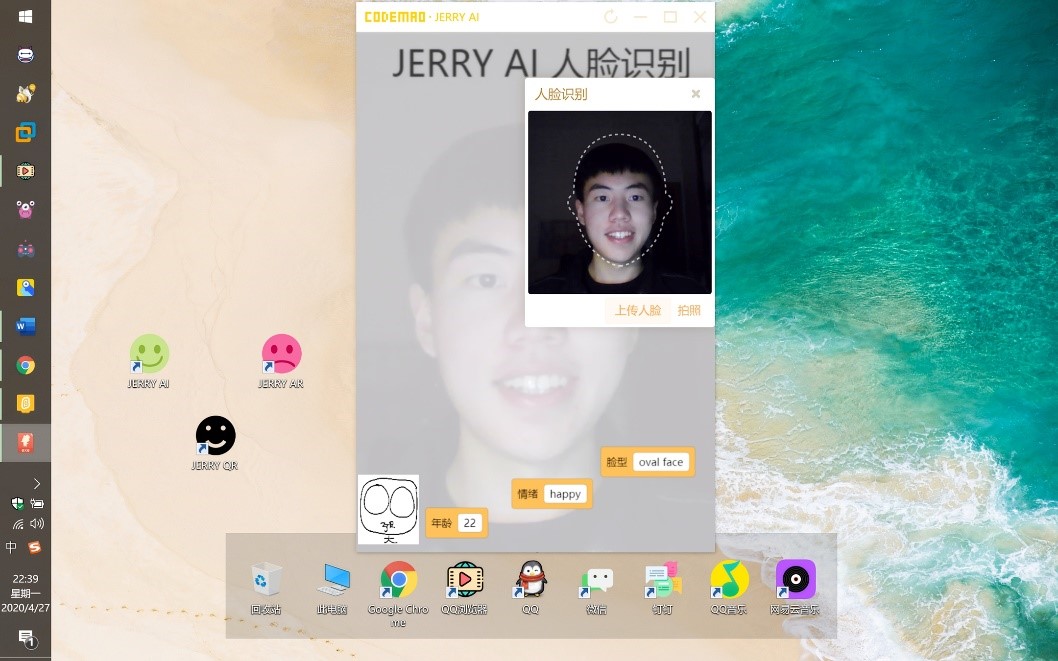 CODEMAO · JERRY AI
JERRY AI 人脸识别
人脸识别
上传人脸 拍照
JERRY AI
JERRY AR
JERRY QR
脸型 oval face
情绪 happy
年龄 22
回收站
此电脑
Google Chro
me
QQ浏览器
QQ
微信
钉钉
QQ音乐
网易云音乐
中
22:39
星期一
2020/4/27
1